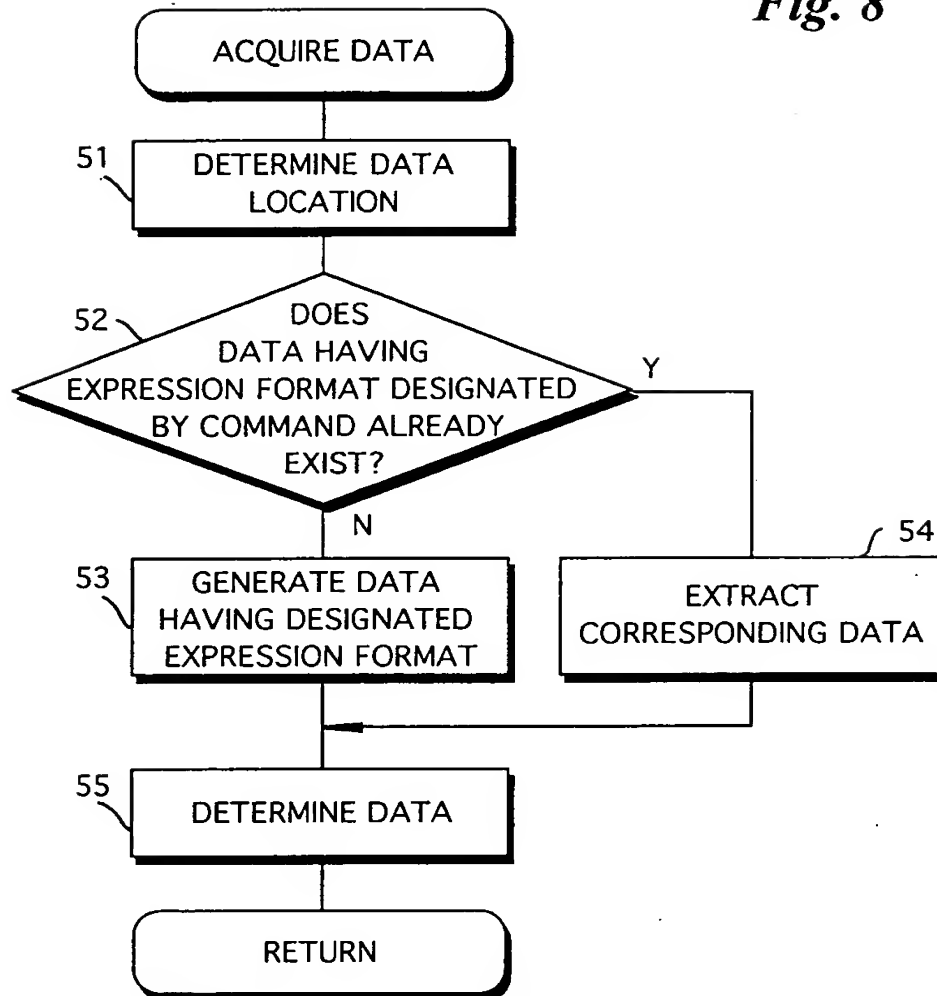 Fig. 8
ACQUIRE DATA
51
DETERMINE DATA
LOCATION
52
DOES
DATA HAVING
EXPRESSION FORMAT DESIGNATED
BY COMMAND ALREADY
EXIST?
Y
N
53
GENERATE DATA
HAVING DESIGNATED
EXPRESSION FORMAT
54
EXTRACT
CORRESPONDING DATA
55
DETERMINE DATA
RETURN